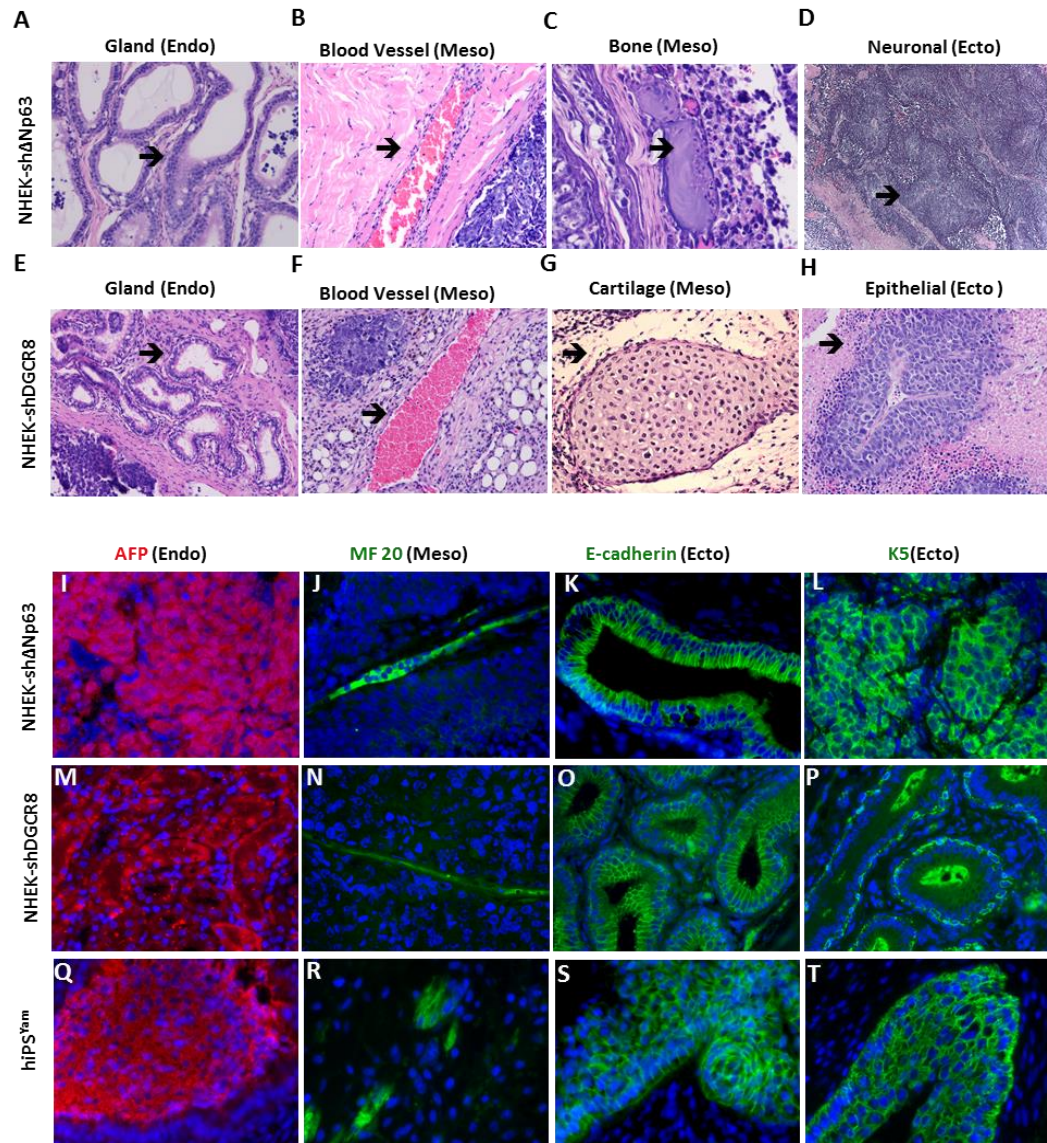 A B C D
Gland (Endo) Blood Vessel (Meso) Bone (Meso) Neuronal (Ecto)
NHEK-shΔNp63
E F G H
Gland (Endo) Blood Vessel (Meso) Cartilage (Meso) Epithelial (Ecto )
NHEK-shDGCR8
AFP (Endo) MF 20 (Meso) E-cadherin (Ecto) K5(Ecto)
I J K L
NHEK-shΔNp63
M N O P
NHEK-shDGCR8
Q R S T
hiPSYam